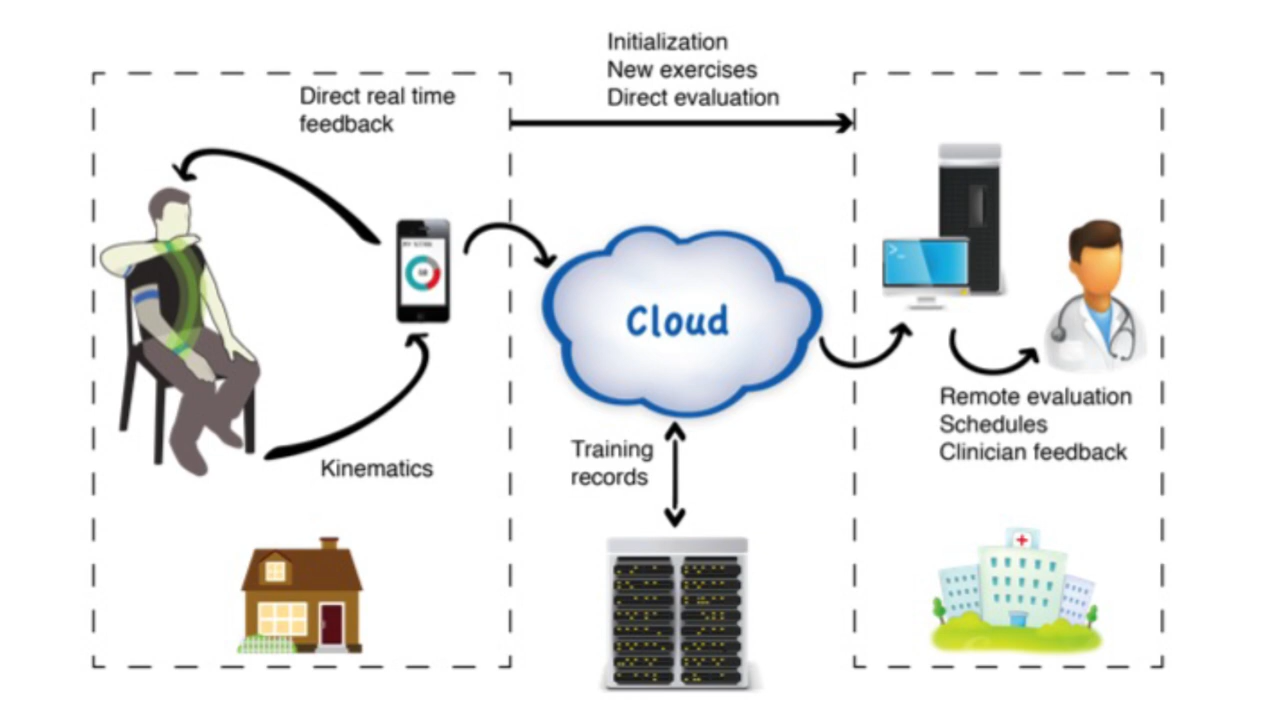 Initialization
New exercises
Direct evaluation
Direct real time
feedback
Cloud
Remote evaluation
Schedules
Clinician feedback
Training
records
Kinematics